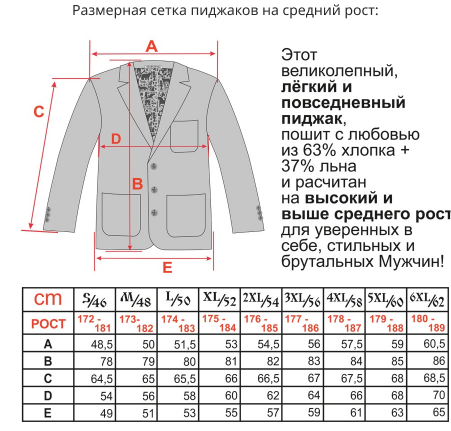 Размерная сетка пиджаков на средний рост:
A
C
D
B
E
Этот
великолепный,
лёгкий и
повседневный
пиджак,
пошит с любовью
из 63% хлопка +
37% льна
и расчитан
на высокий и
выше среднего рост
для уверенных в
себе, стильных и
брутальных Мужчин!
cm S/46 M/48 L/50 XL/52 2XL/54 3XL/56 4XL/58 5XL/60 6XL/62
РОСТ 172 - 181 173- 182 174 - 183 175 - 184 176 - 185 177 - 186 178 - 187 179 - 188 180 - 189
A 48,5 50 51,5 53 54,5 56 57,5 59 60,5
B 78 79 80 81 82 83 84 85 86
C 64,5 65 65,5 66 66,5 67 67,5 68 68,5
D 54 56 58 60 62 64 66 68 70
E 49 51 53 55 57 59 61 63 65